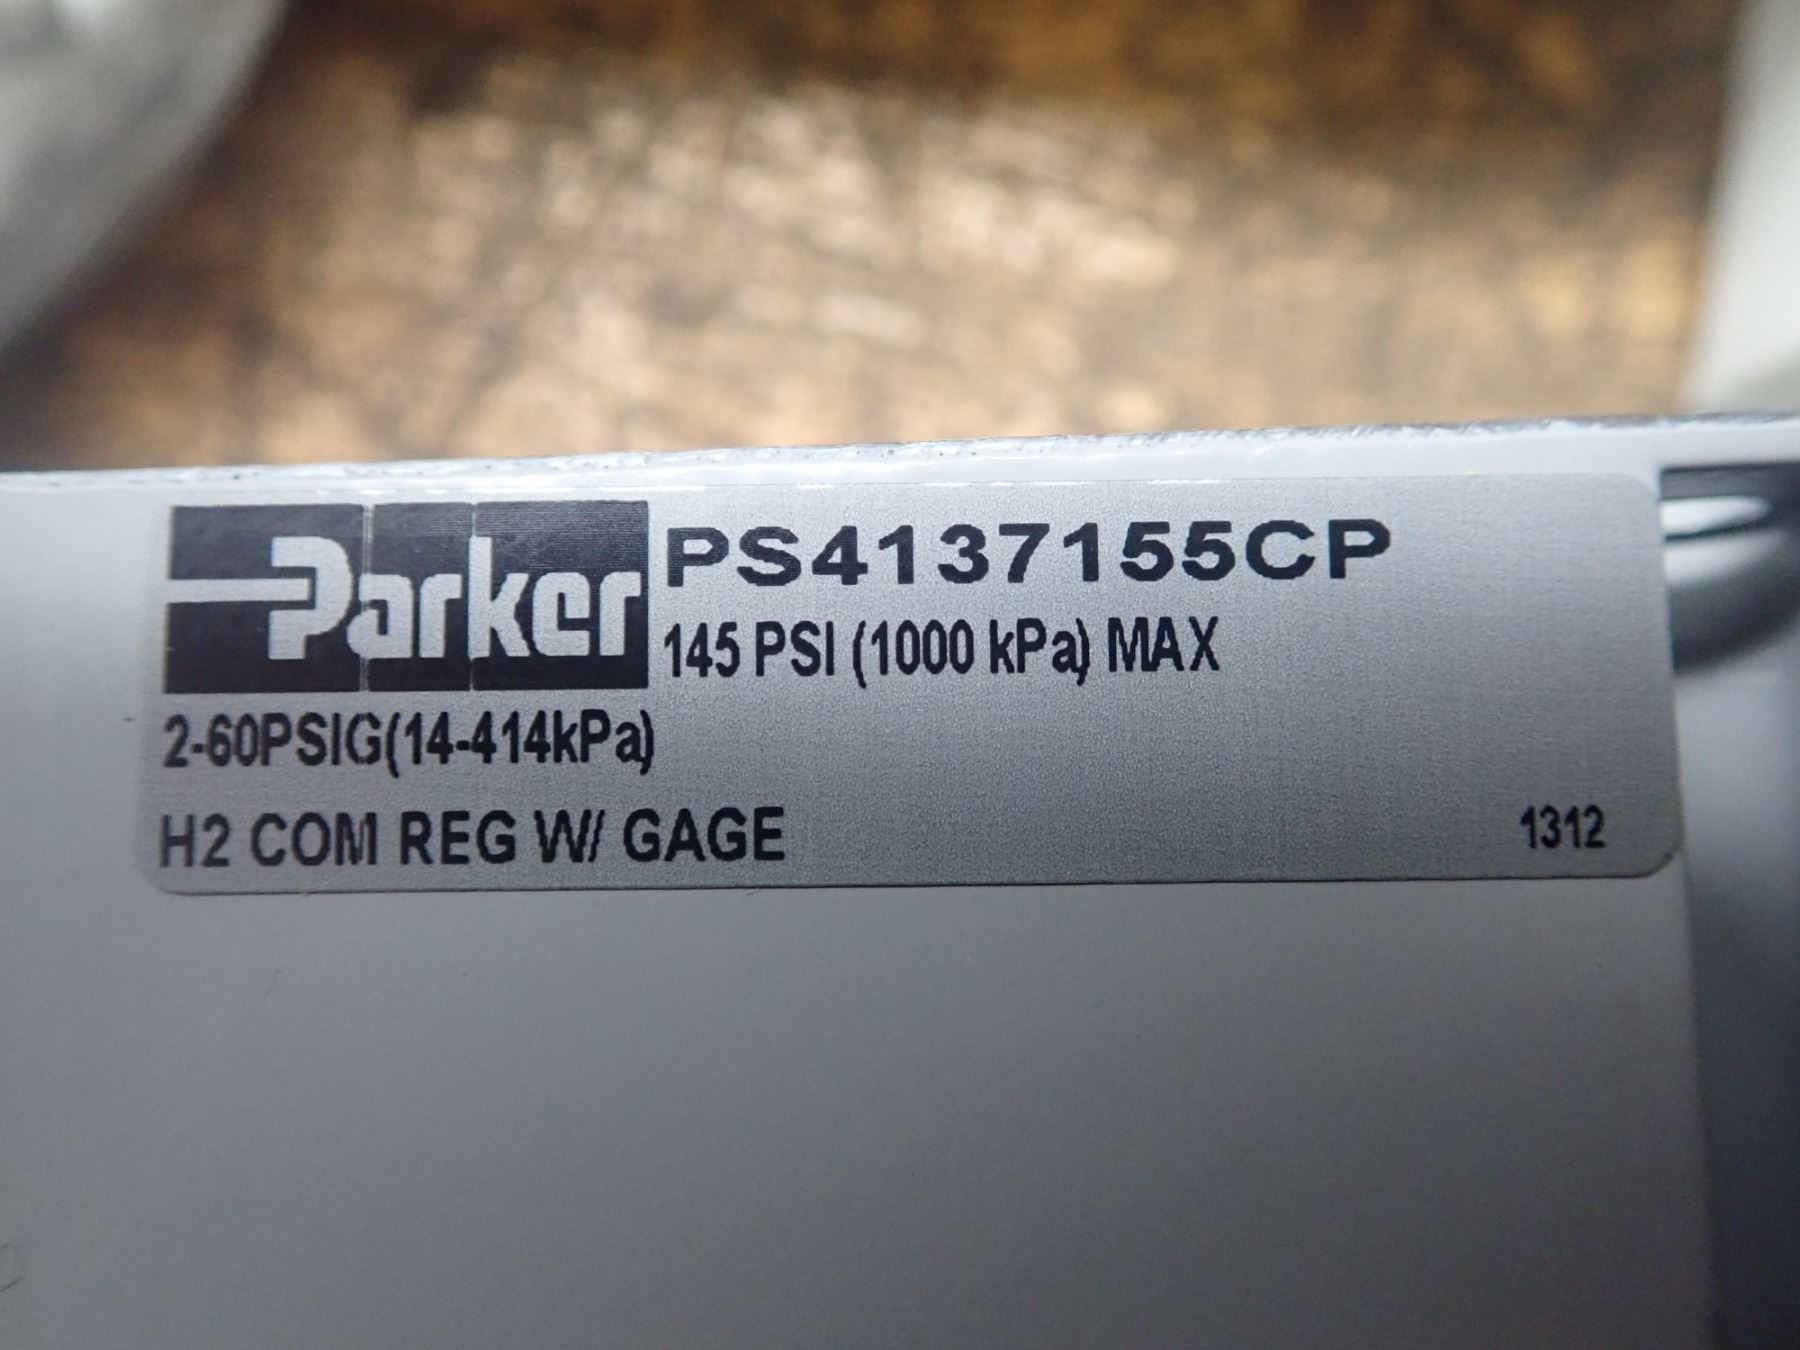 Parker PS4137155CP
145 PSI (1000 kPa) MAX
2-60PSIG(14-414kPa)
H2 COM REG W/ GAGE 1312